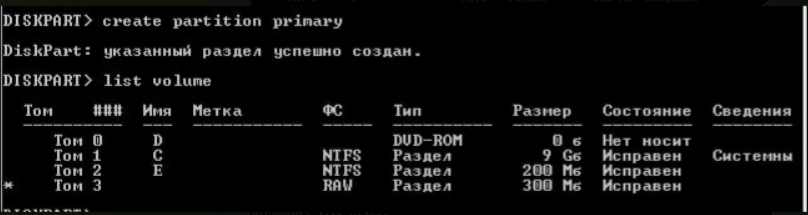 DISKPART> create partition primary
DiskPart: указанный раздел успешно создан.
DISKPART> list volume
Том ### Имя Метка ФС Тип Размер Состояние Сведения
Том 0 D DVD-ROM 0 б Нет носит
Том 1 C NTFS Раздел 9 Gб Исправен Системны
Том 2 E NTFS Раздел 200 Мб Исправен
* Том 3 RAW Раздел 300 Мб Исправен
DISKPART>